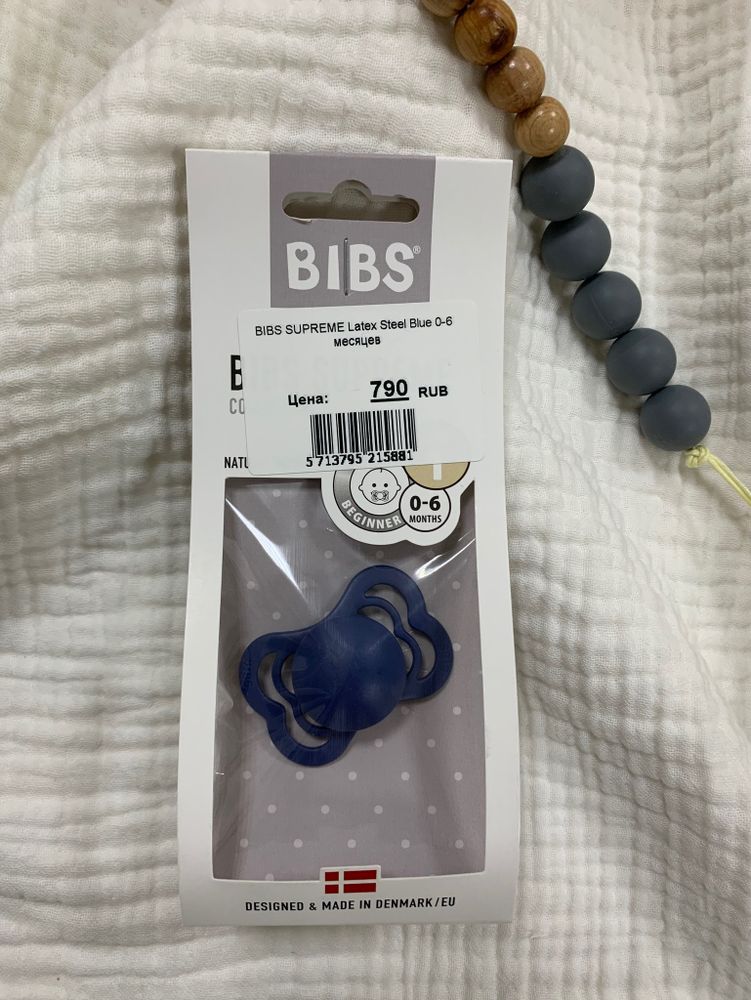 BIBS®
BIBS SUPREME Latex Steel Blue 0-6
месяцев
Цена: 790 RUB
5 713795 215881
BEGINNER
1
0-6
MONTHS
DESIGNED & MADE IN DENMARK/EU